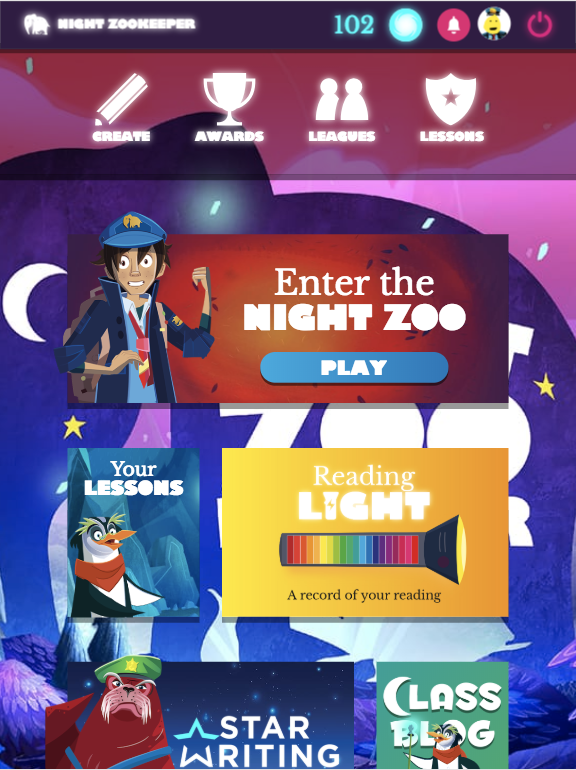 NIGHT ZOOKEEPER
102
CREATE
AWARDS
LEAGUES
LESSONS
Enter the
NIGHT ZOO
PLAY
ZOO
Your
LESSONS
Reading
LIGHT
A record of your reading
STAR
WRITING
CLASS
BLOG